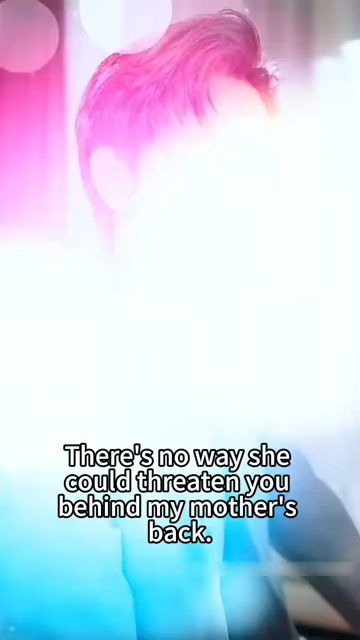 There's no way she
could threaten you
behind my mother's
back.